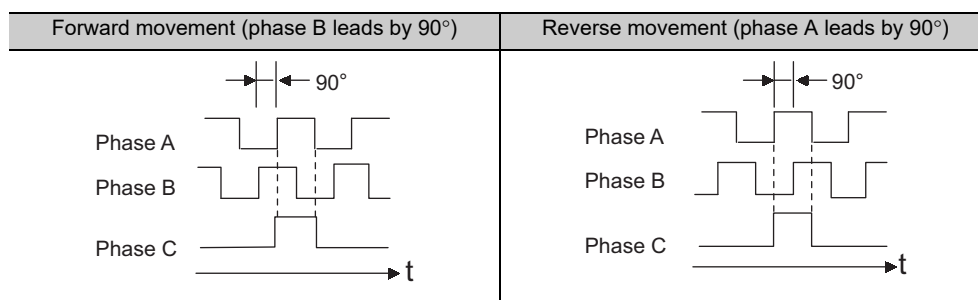 Forward movement (phase B leads by 90°)
Reverse movement (phase A leads by 90°)
90°
Phase A
Phase B
Phase C
t
90°
Phase A
Phase B
Phase C
t